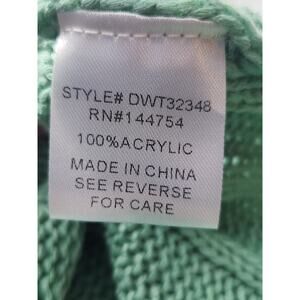 STYLE# DWT32348
RN#144754
100%ACRYLIC
MADE IN CHINA
SEE REVERSE
FOR CARE